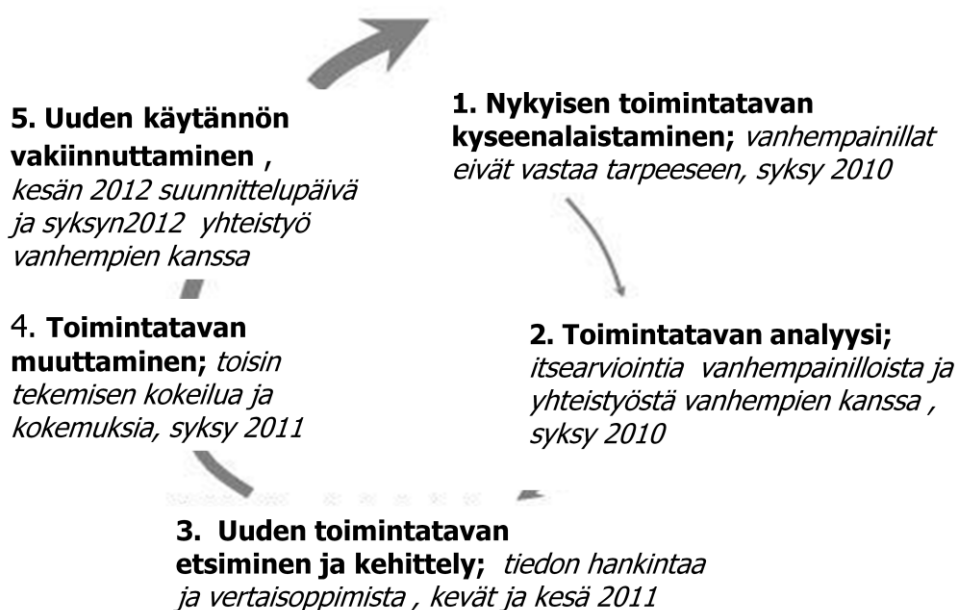 1. Nykyisen toimintatavan
kyseenalaistaminen; vanhempainillat
eivät vastaa tarpeeseen, syksy 2010
2. Toimintatavan analyysi;
itsearviointia vanhempainilloista ja
yhteistyöstä vanhempien kanssa ,
syksy 2010
3. Uuden toimintatavan
etsiminen ja kehittely; tiedon hankintaa
ja vertaisoppimista , kevät ja kesä 2011
4. Toimintatavan
muuttaminen; toisin
tekemisen kokeilua ja
kokemuksia, syksy 2011
5. Uuden käytännön
vakiinnuttaminen ,
kesän 2012 suunnittelupäivä
ja syksyn2012 yhteistyö
vanhempien kanssa